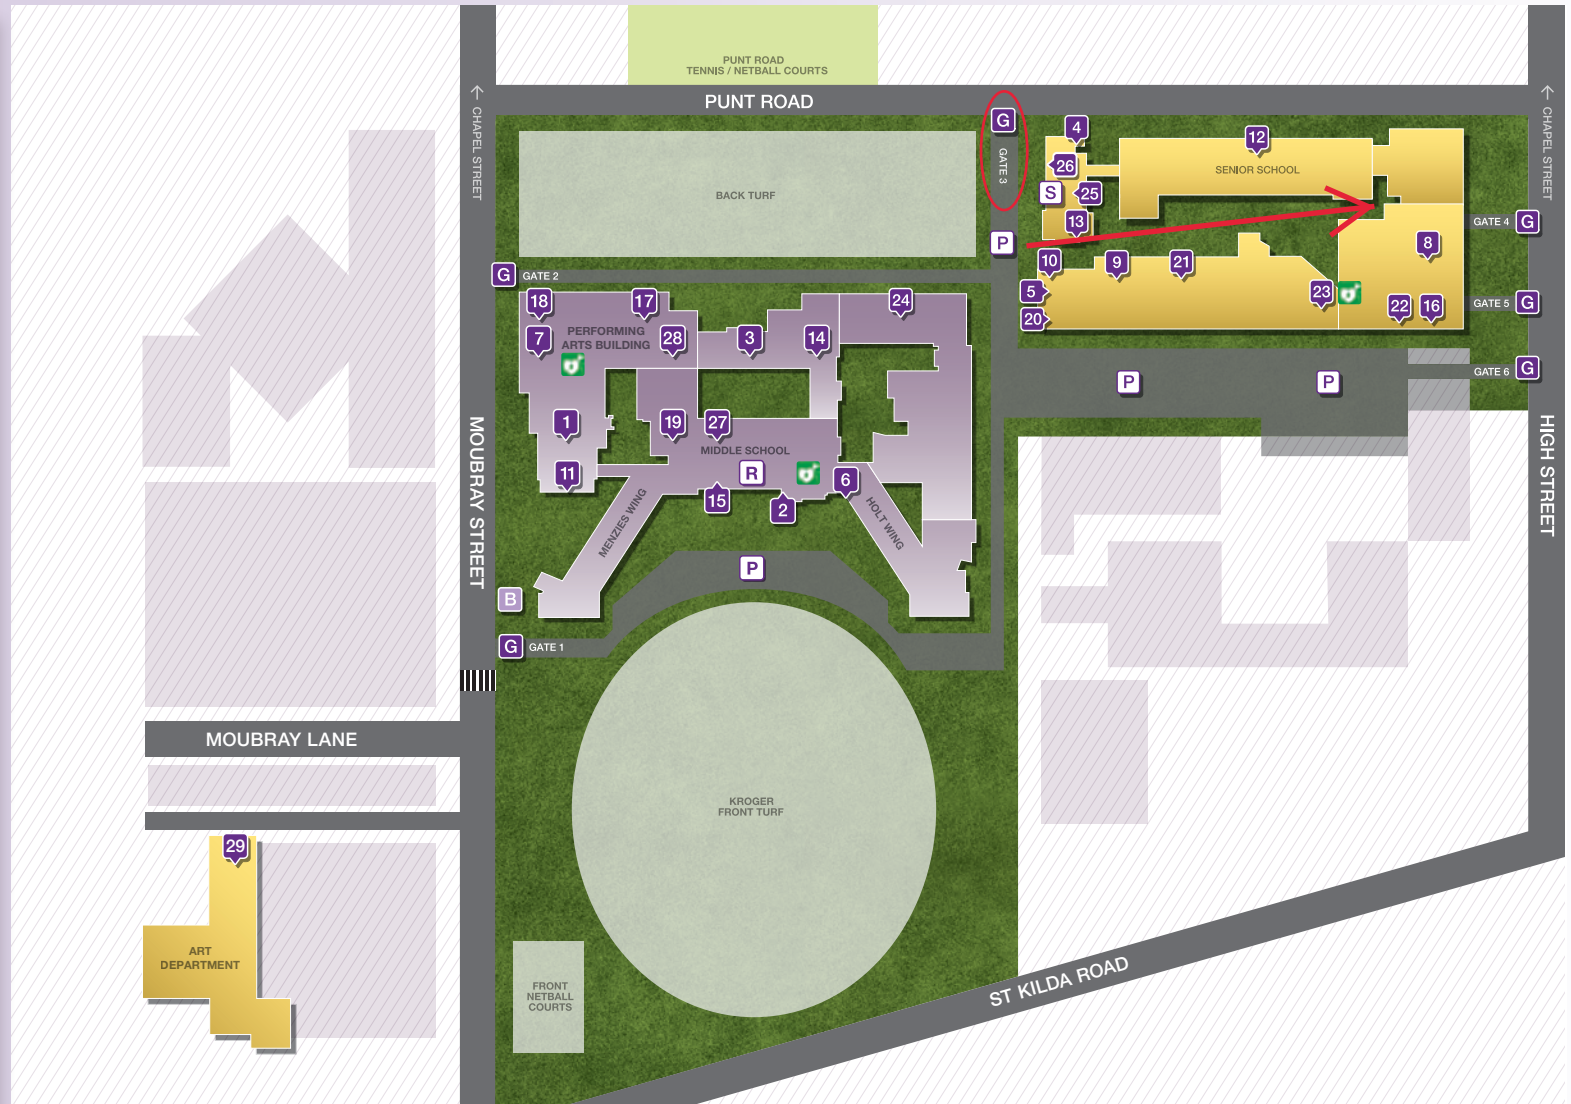 PUNT ROAD
TENNIS / NETBALL COURTS
PUNT ROAD
← CHAPEL STREET
← CHAPEL STREET
G
GATE 3
4
12
26
SENIOR SCHOOL
S
25
13
BACK TURF
P
GATE 4
G
8
10
9
21
G
GATE 2
5
23
22
16
GATE 5
G
20
18
17
24
PERFORMING
ARTS BUILDING
7
28
3
14
P
P
GATE 6
G
1
19
27
MIDDLE SCHOOL
11
R
6
15
2
MENZIES WING
HOLT WING
MOUBRAY STREET
HIGH STREET
P
B
G
GATE 1
MOUBRAY LANE
KROGER
FRONT TURF
29
ART
DEPARTMENT
FRONT
NETBALL
COURTS
ST KILDA ROAD